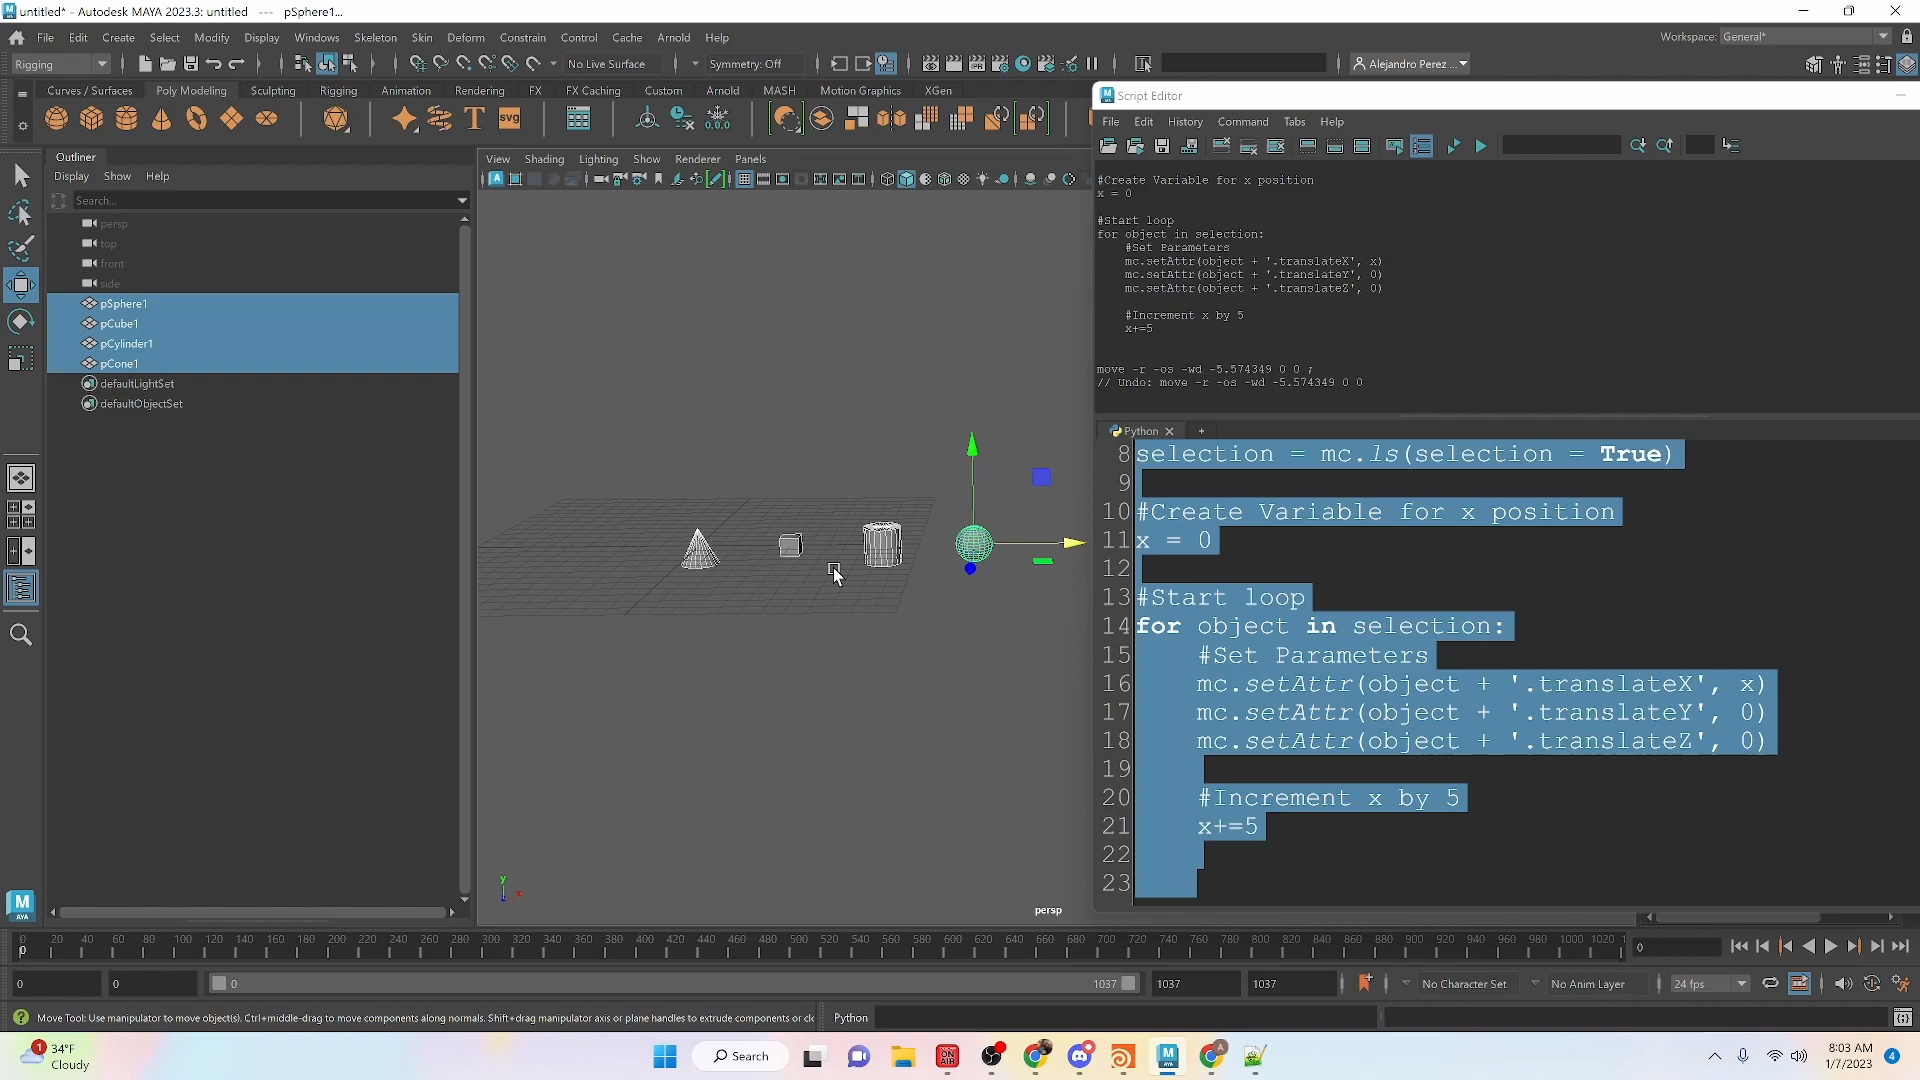 untitled* - Autodesk MAYA 2023.3: untitled --- pSphere1...
File Edit Create Select Modify Display Windows Skeleton Skin Deform Constrain Control Cache Arnold Help
Workspace: General*
Rigging
No Live Surface
Symmetry: Off
Alejandro Perez ...
Curves / Surfaces Poly Modeling Sculpting Rigging Animation Rendering FX FX Caching Custom Arnold MASH Motion Graphics XGen
svg
Outliner
Display Show Help
Search...
persp
top
front
side
pSphere1
pCube1
pCylinder1
pCone1
defaultLightSet
defaultObjectSet
View Shading Lighting Show Renderer Panels
y
x
persp
Script Editor
File Edit History Command Tabs Help
#Create Variable for x position
x = 0
#Start loop
for object in selection:
#Set Parameters
mc.setAttr(object + '.translateX', x)
mc.setAttr(object + '.translateY', 0)
mc.setAttr(object + '.translateZ', 0)
#Increment x by 5
x+=5
move -r -os -wd -5.574349 0 0 ;
// Undo: move -r -os -wd -5.574349 0 0
Python
8 selection = mc.ls(selection = True)
9
10 #Create Variable for x position
11 x = 0
12
13 #Start loop
14 for object in selection:
15 #Set Parameters
16 mc.setAttr(object + '.translateX', x)
17 mc.setAttr(object + '.translateY', 0)
18 mc.setAttr(object + '.translateZ', 0)
19
20 #Increment x by 5
21 x+=5
22
23
0 20 40 60 80 100 120 140 160 180 200 220 240 260 280 300 320 340 360 380 400 420 440 460 480 500 520 540 560 580 600 620 640 660 680 700 720 740 760 780 800 820 840 860 880 900 920 940 960 980 1000 1020
0
0
0
0
0
1037
1037
1037
No Character Set
No Anim Layer
24 fps
Move Tool: Use manipulator to move object(s). Ctrl+middle-drag to move components along normals. Shift+drag manipulator axis or plane handles to extrude components or cl
Python
1
34°F
Cloudy
Search
ON AIR
M
AYA
8:03 AM
1/7/2023
4